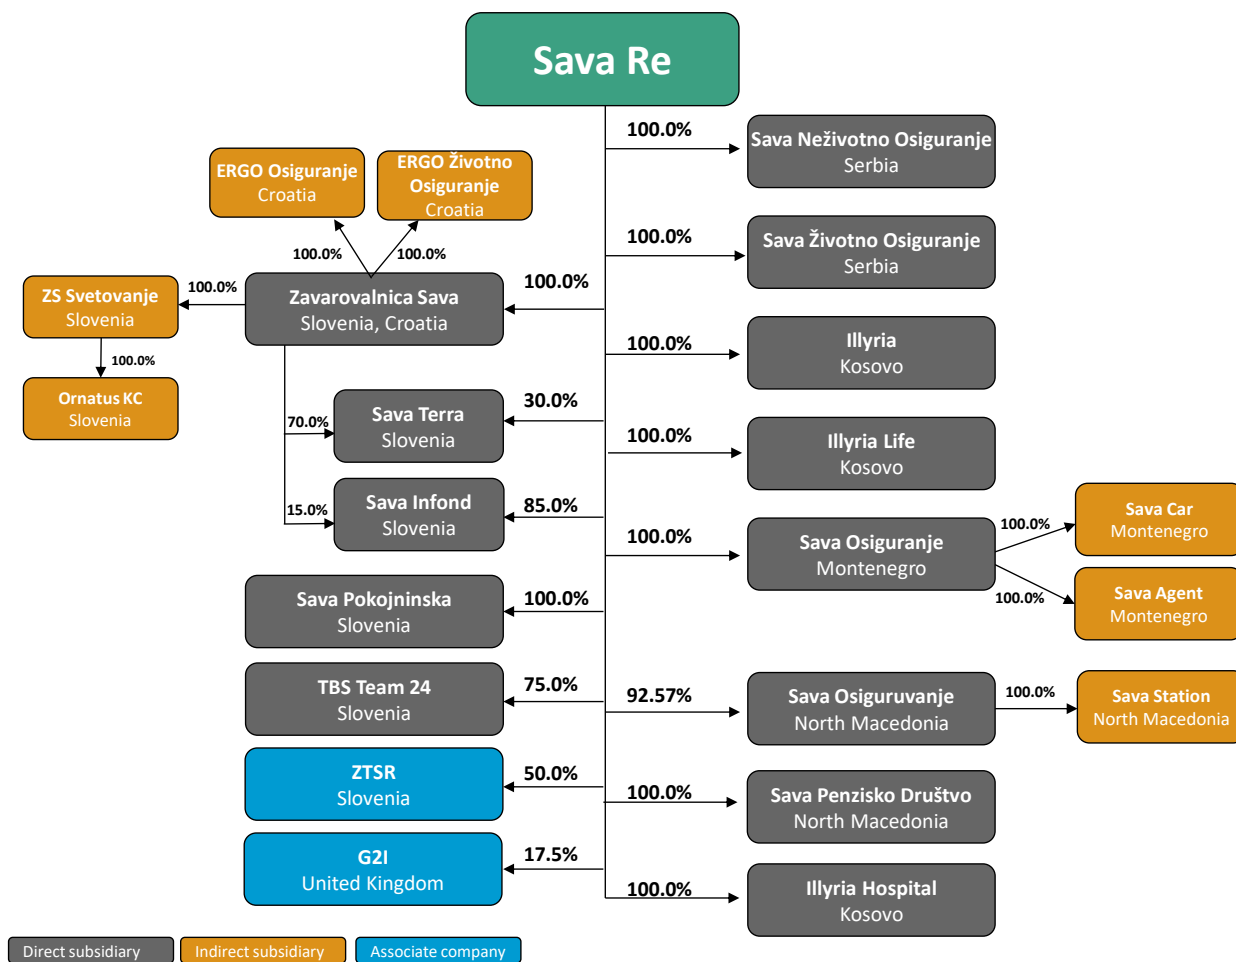 Sava Re
100.0%
Sava Neživotno Osiguranje
Serbia
ERGO Osiguranje
Croatia
ERGO Životno
Osiguranje
Croatia
100.0%
100.0%
100.0%
Sava Životno Osiguranje
Serbia
ZS Svetovanje
Slovenia
100.0%
Zavarovalnica Sava
Slovenia, Croatia
100.0%
100.0%
Illyria
Kosovo
100.0%
Ornatus KC
Slovenia
70.0%
Sava Terra
Slovenia
30.0%
100.0%
Illyria Life
Kosovo
15.0%
Sava Infond
Slovenia
85.0%
100.0%
Sava Osiguranje
Montenegro
100.0%
Sava Car
Montenegro
100.0%
Sava Agent
Montenegro
Sava Pokojninska
Slovenia
100.0%
TBS Team 24
Slovenia
75.0%
92.57%
Sava Osiguruvanje
North Macedonia
100.0%
Sava Station
North Macedonia
ZTSR
Slovenia
50.0%
100.0%
Sava Penzisko Društvo
North Macedonia
G2I
United Kingdom
17.5%
100.0%
Illyria Hospital
Kosovo
Direct subsidiary
Indirect subsidiary
Associate company